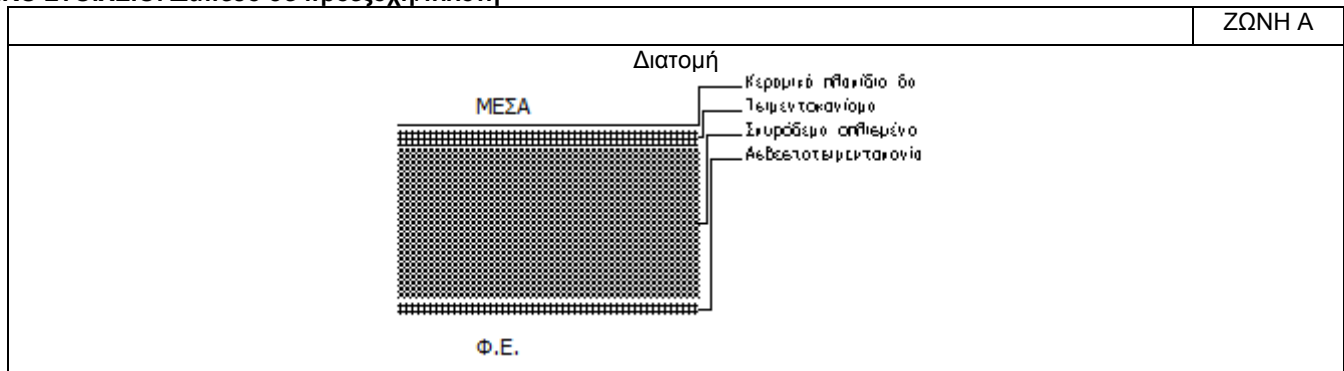 ΖΩΝΗ Α
Διατομή
ΜΕΣΑ
Κεραμικό πλακίδιο δα
Τσιμεντοκονίαμα
Σκυρόδεμα οπλισμένο
Ασβεστοτσιμεντοκονία
Φ.Ε.